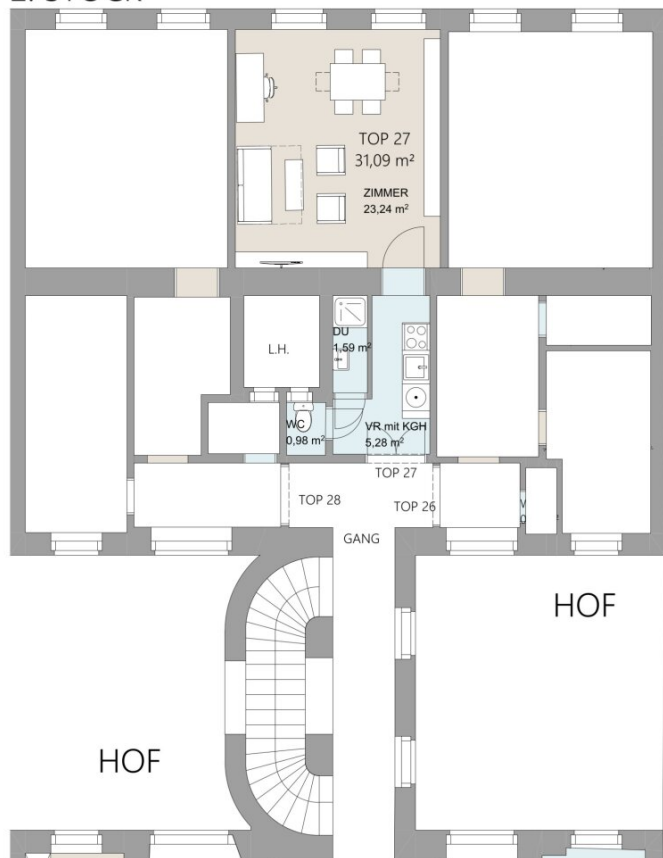 TOP 27
31,09 m²
ZIMMER
23,24 m²
L.H.
DU
1,59 m²
WC
0,98 m²
VR mit KGH
5,28 m²
TOP 27
TOP 28
TOP 26
GANG
HOF
HOF